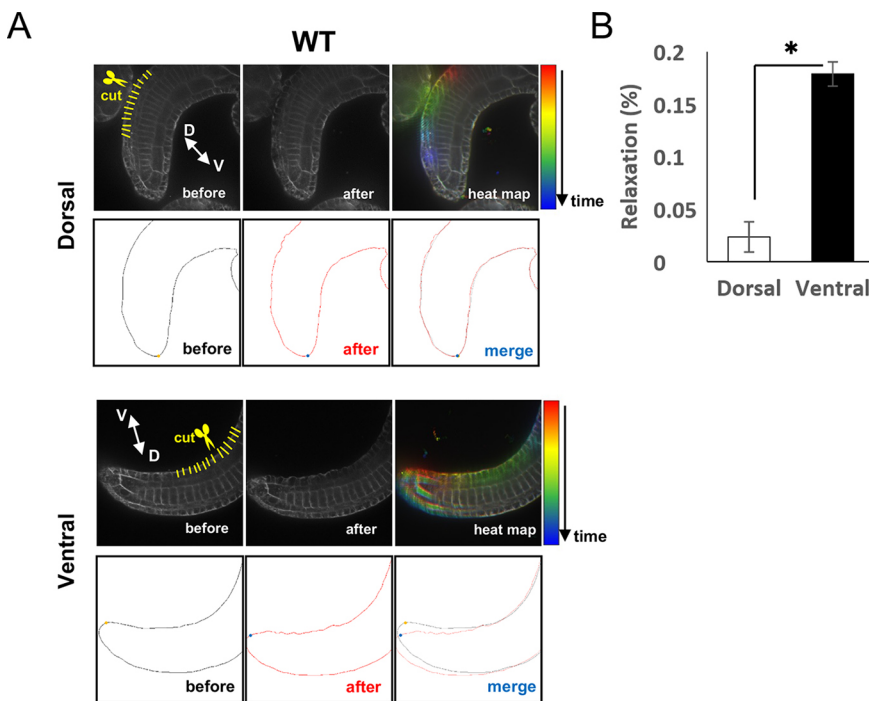 A
WT
Dorsal
cut
D
V
before
after
heat map
time
before
after
merge
Ventral
V
D
cut
before
after
heat map
time
before
after
merge
B
*
Relaxation (%)
0.2
0.15
0.1
0.05
0
Dorsal
Ventral